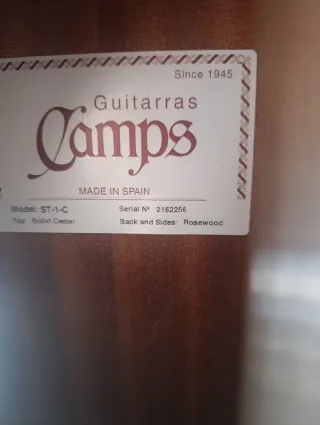 Since 1945
Guitarras
Camps
MADE IN SPAIN
Model: ST-1-C Serial Nº 2162256
Top: Solid Ceder Back and Sides: Rosewood